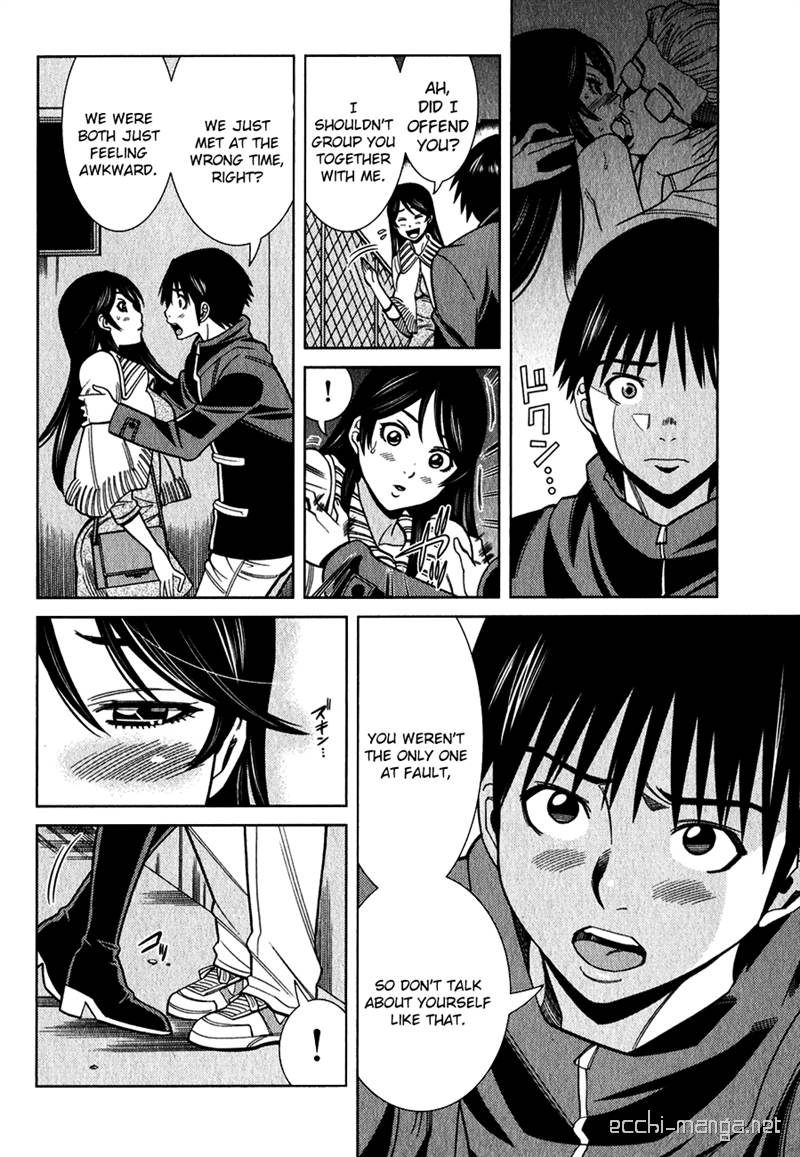 AH,
DID I
OFFEND
YOU?
I
SHOULDN'T
GROUP YOU
TOGETHER
WITH ME.
ゴクン…
!
WE JUST
MET AT THE
WRONG TIME,
RIGHT?
WE WERE
BOTH JUST
FEELING
AWKWARD.
YOU WEREN'T
THE ONLY ONE
AT FAULT,
SO DON'T TALK
ABOUT YOURSELF
LIKE THAT.
ズキン…
!
ecchi-manga.net